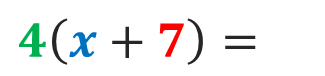 4(x + 7) =